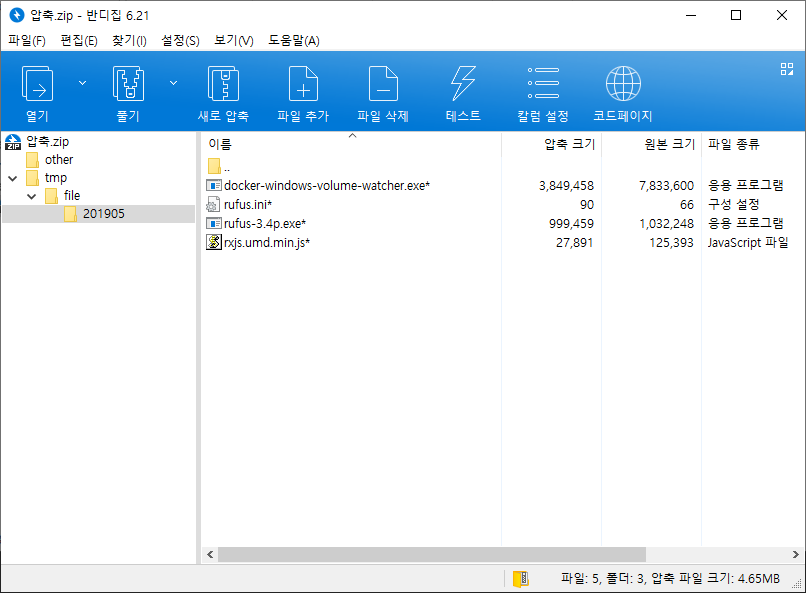 압축.zip - 반디집 6.21
파일(F) 편집(E) 찾기(I) 설정(S) 보기(V) 도움말(A)
열기 풀기 새로 압축 파일 추가 파일 삭제 테스트 칼럼 설정 코드페이지
ZIP 압축.zip
other
tmp
file
201905
이름 압축 크기 원본 크기 파일 종류
..
docker-windows-volume-watcher.exe* 3,849,458 7,833,600 응용 프로그램
rufus.ini* 90 66 구성 설정
rufus-3.4p.exe* 999,459 1,032,248 응용 프로그램
rxjs.umd.min.js* 27,891 125,393 JavaScript 파일
파일: 5, 폴더: 3, 압축 파일 크기: 4.65MB